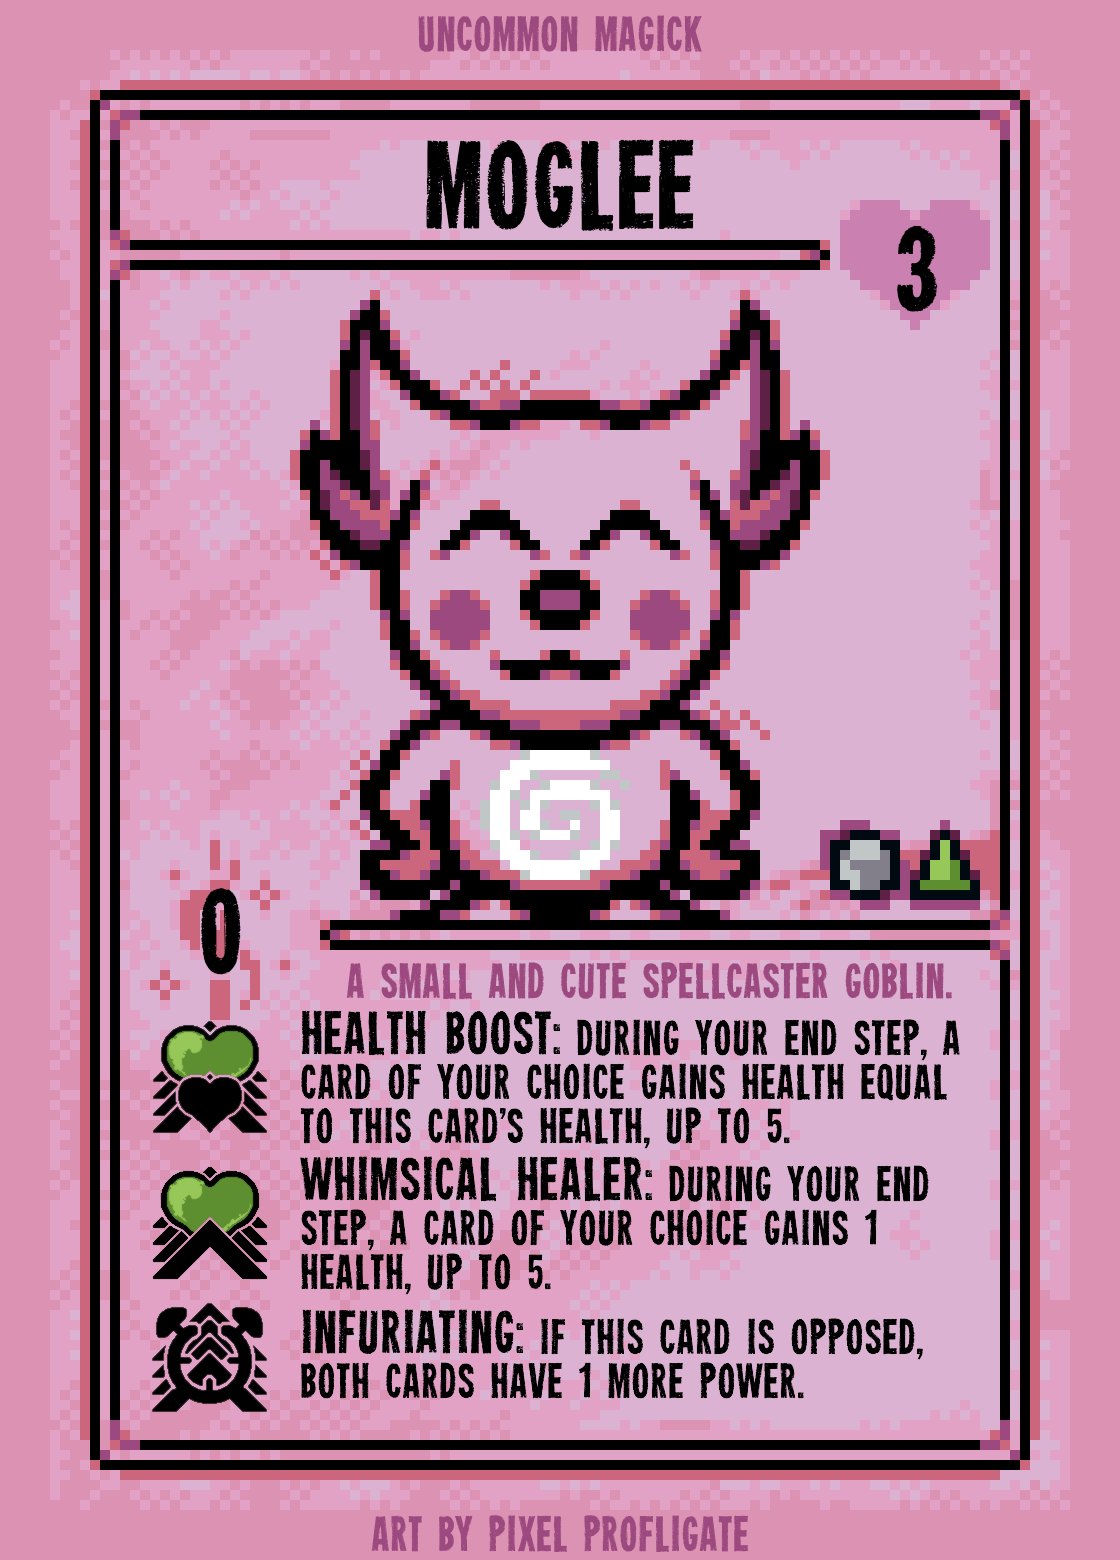 UNCOMMON MAGICK
MOGLEE
3
0
A SMALL AND CUTE SPELLCASTER GOBLIN.
HEALTH BOOST: DURING YOUR END STEP, A
CARD OF YOUR CHOICE GAINS HEALTH EQUAL
TO THIS CARD'S HEALTH, UP TO 5.
WHIMSICAL HEALER: DURING YOUR END
STEP, A CARD OF YOUR CHOICE GAINS 1
HEALTH, UP TO 5.
INFURIATING: IF THIS CARD IS OPPOSED,
BOTH CARDS HAVE 1 MORE POWER.
ART BY PIXEL PROFLIGATE